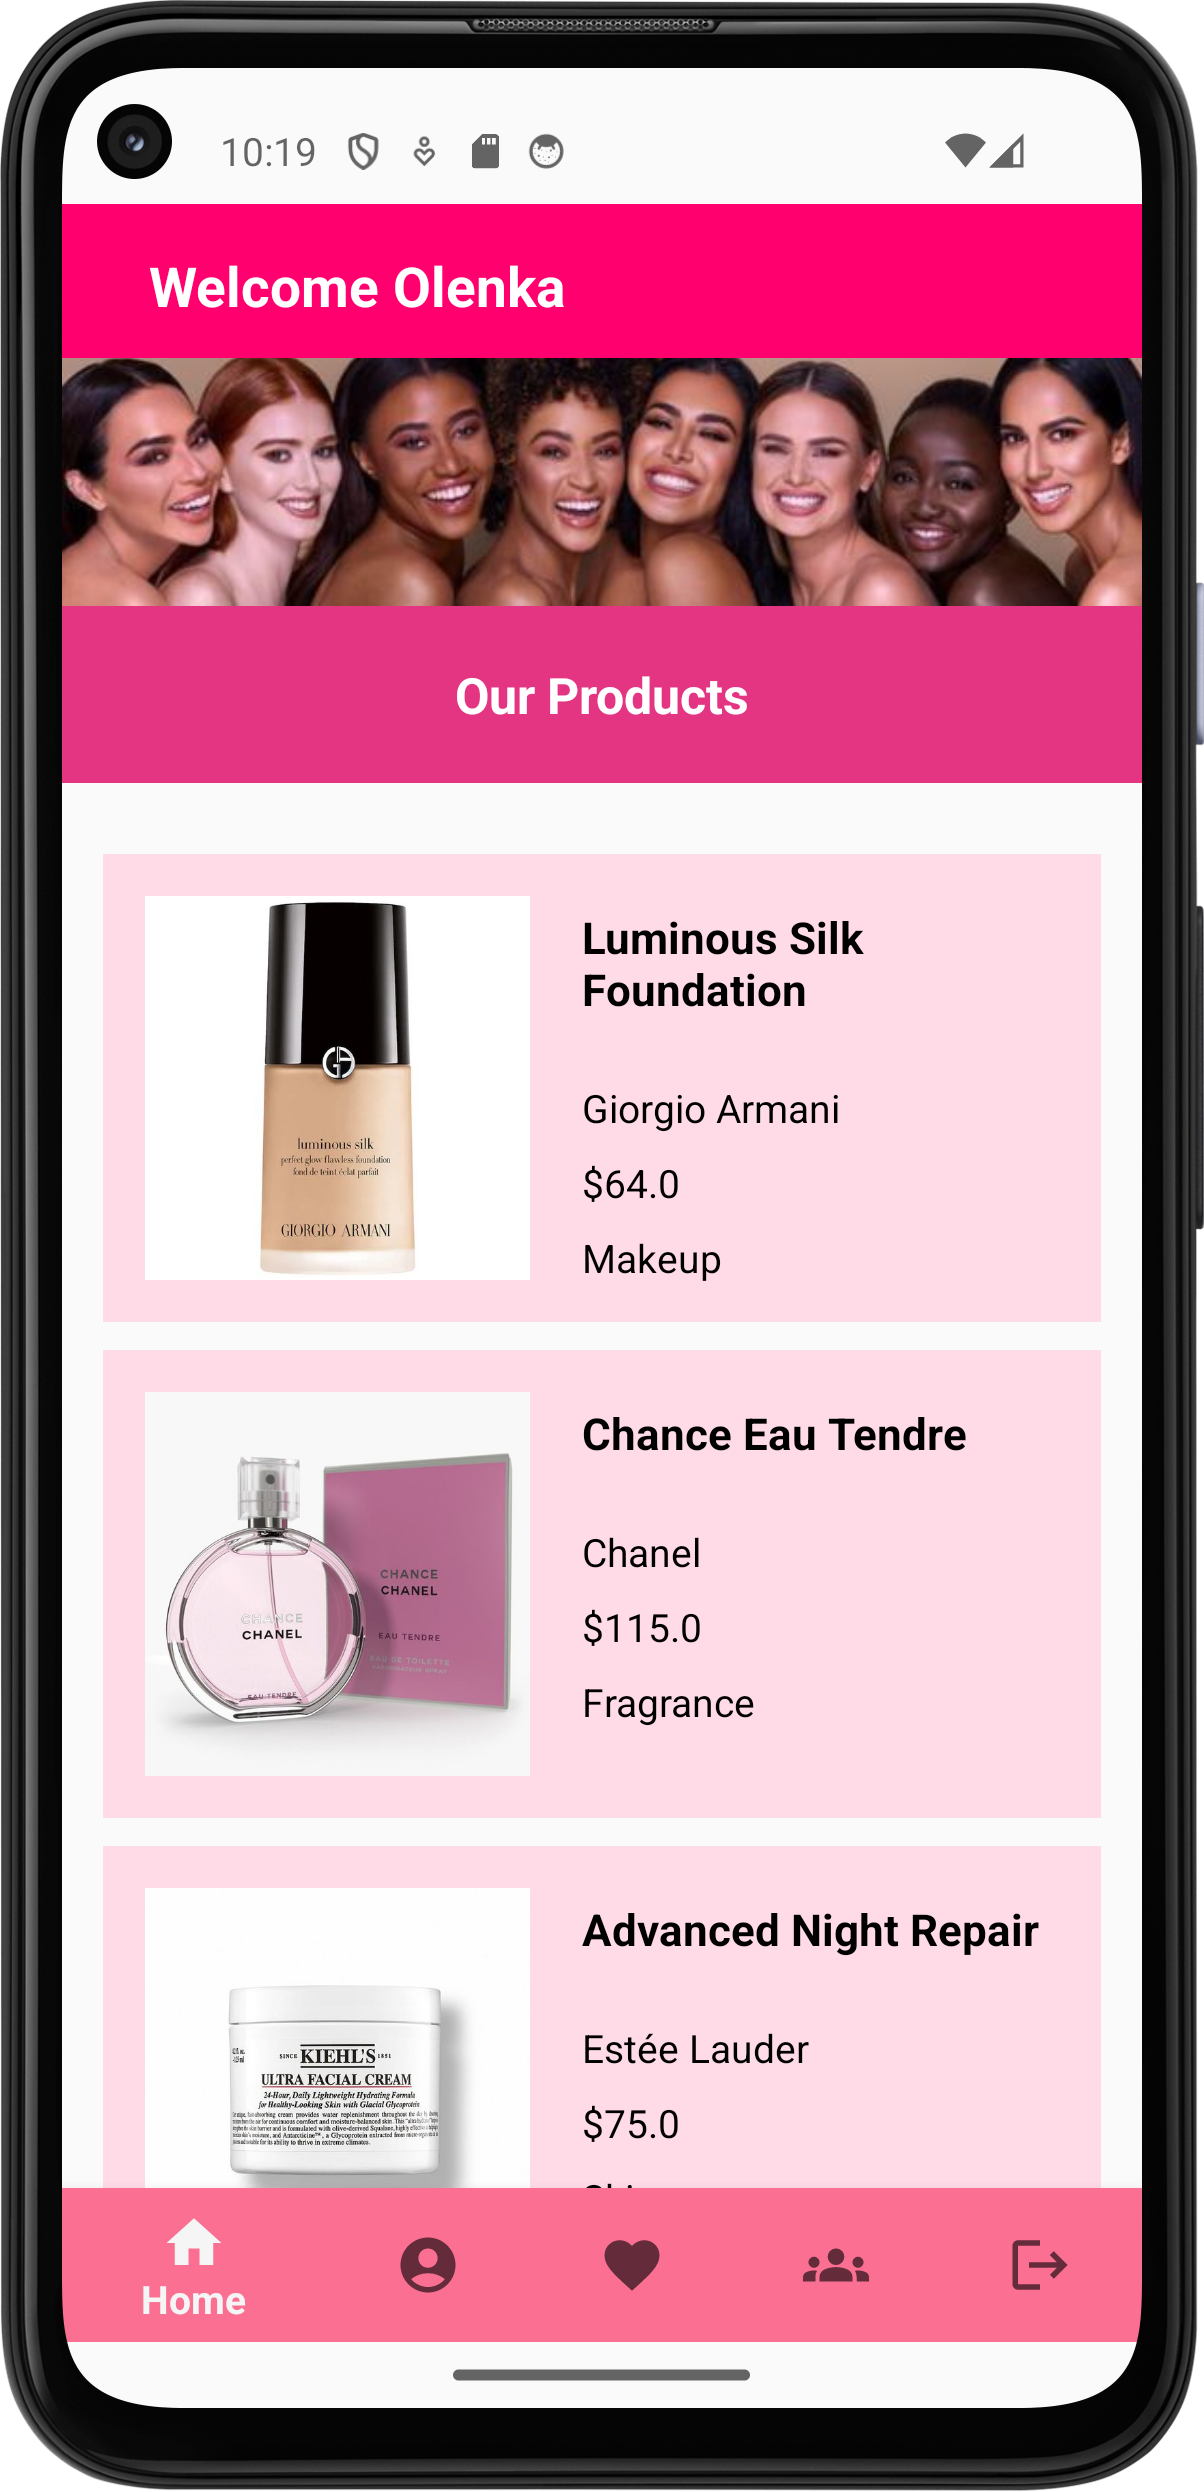 10:19
Welcome Olenka
Our Products
luminous silk
perfect glow flawless foundation
fond de teint éclat parfait
GIORGIO ARMANI
Luminous Silk
Foundation
Giorgio Armani
$64.0
Makeup
CHANCE
CHANEL
EAU TENDRE
CHANCE
CHANEL
EAU TENDRE
EAU DE TOILETTE
Chance Eau Tendre
Chanel
$115.0
Fragrance
SINCE KIEHL'S 1851
ULTRA FACIAL CREAM
24-Hour, Daily Lightweight Hydrating Formula
for Healthy-Looking Skin with Glacial Glycoprotein
Advanced Night Repair
Estée Lauder
$75.0
Home